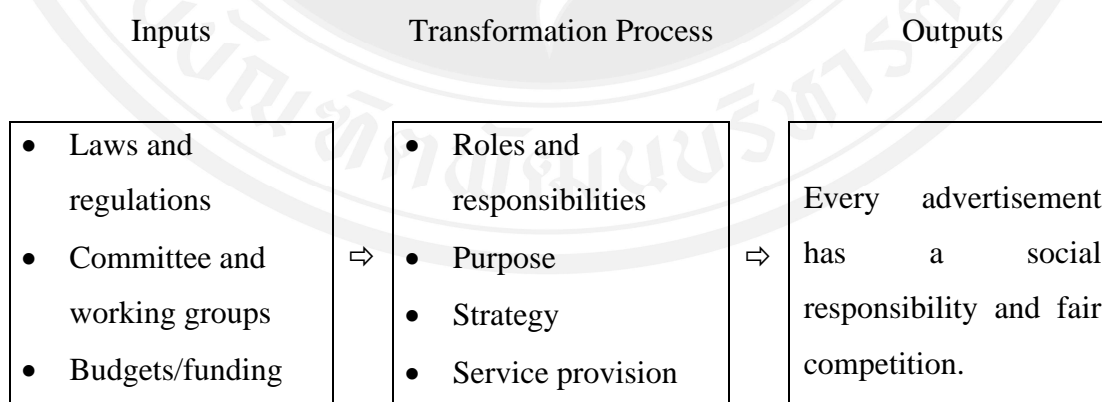 Inputs Transformation Process Outputs
• Laws and
regulations
• Committee and
working groups
• Budgets/funding
⇨
• Roles and
responsibilities
• Purpose
• Strategy
• Service provision
⇨
Every advertisement
has a social
responsibility and fair
competition.